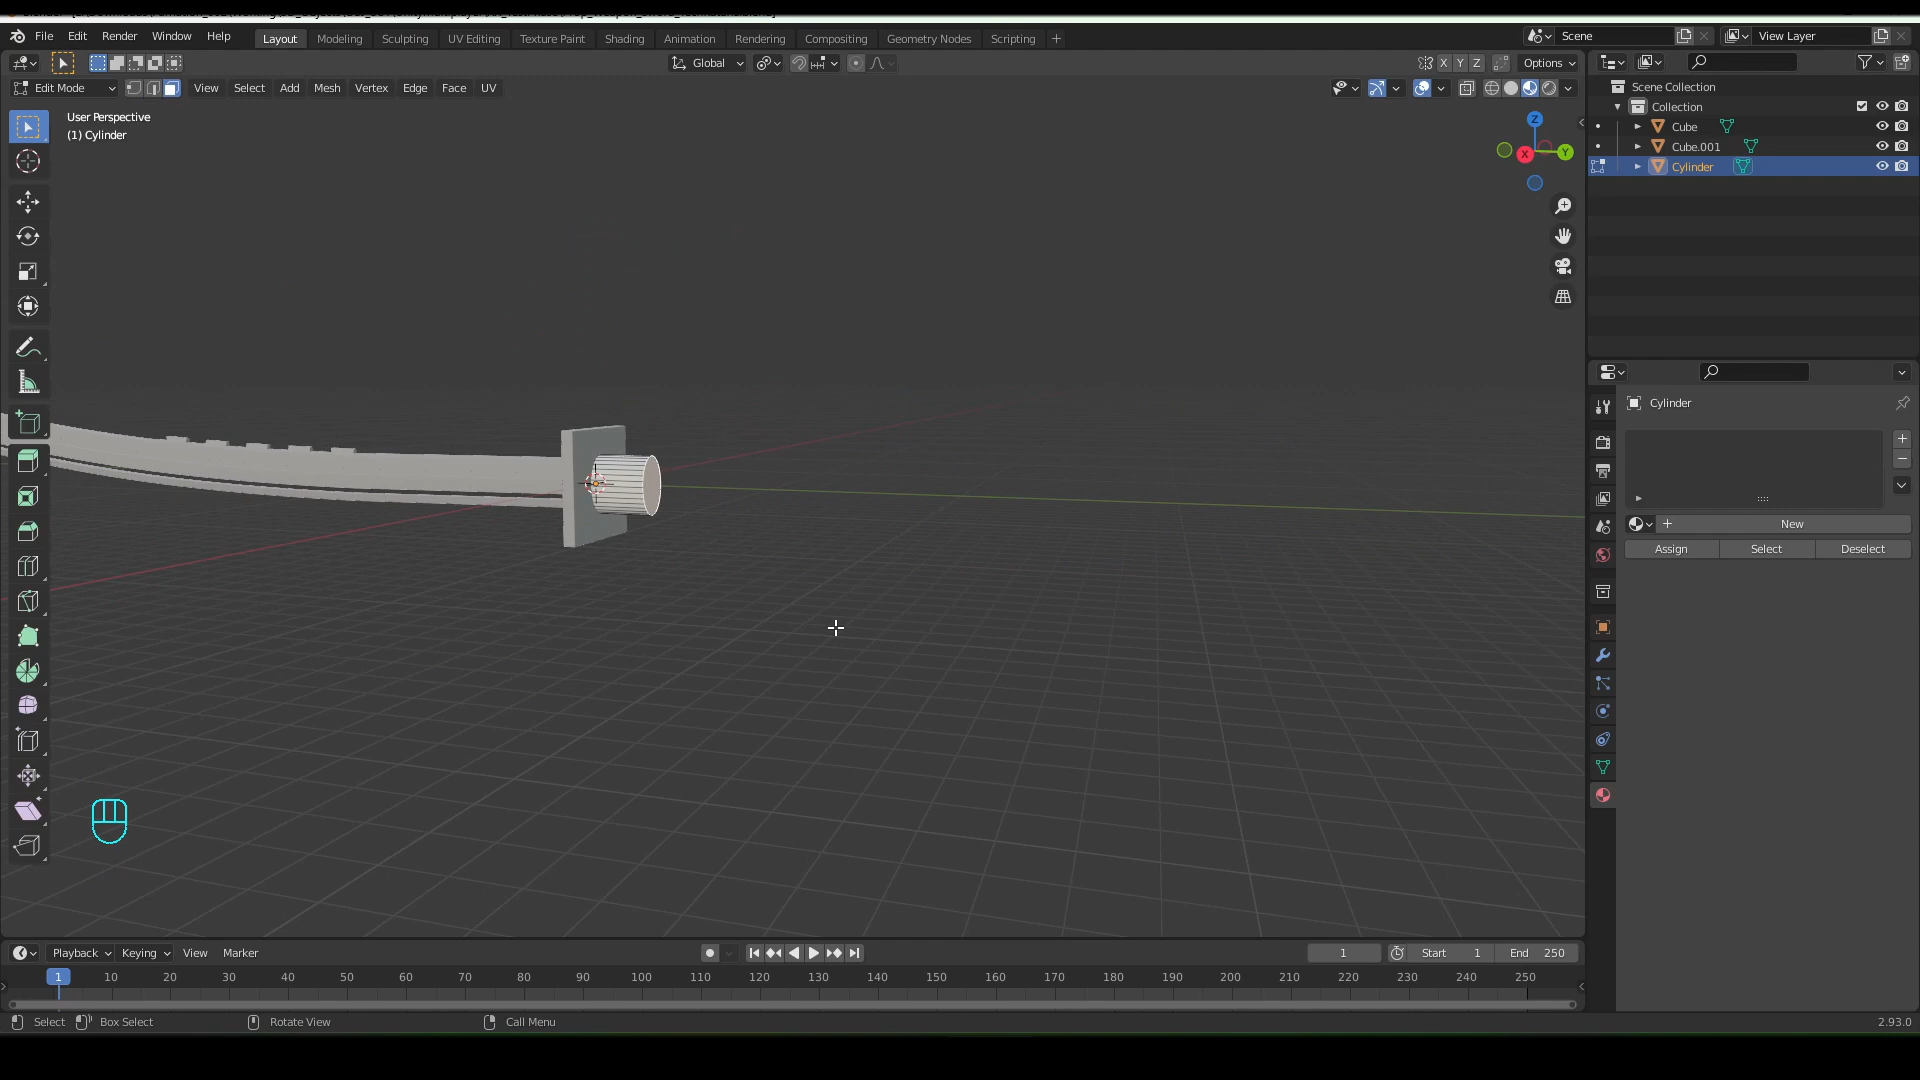 File Edit Render Window Help
Layout Modeling Sculpting UV Editing Texture Paint Shading Animation Rendering Compositing Geometry Nodes Scripting
Scene
View Layer
Global
X Y Z
Options
Edit Mode
View Select Add Mesh Vertex Edge Face UV
User Perspective
(1) Cylinder
Z
X
Y
Scene Collection
Collection
Cube
Cube.001
Cylinder
Cylinder
New
Assign Select Deselect
Playback Keying View Marker
1
Start 1
End 250
1 10 20 30 40 50 60 70 80 90 100 110 120 130 140 150 160 170 180 190 200 210 220 230 240 250
Select Box Select Rotate View Call Menu
2.93.0